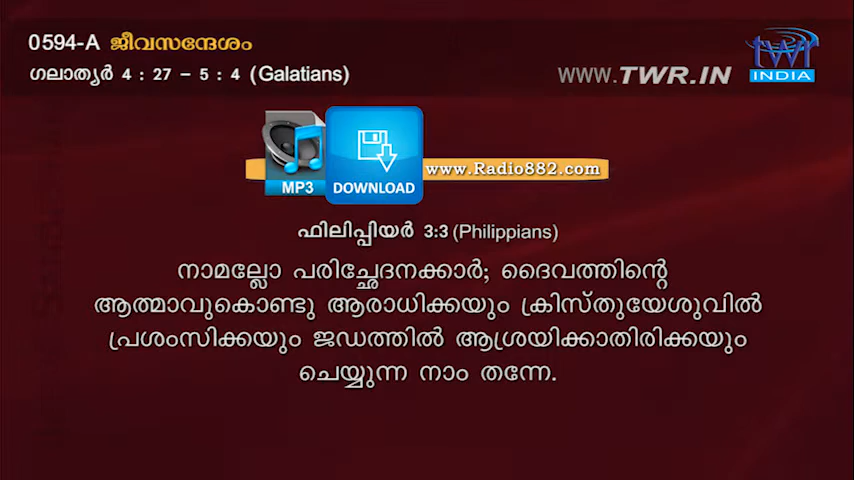 0594-A ജീവസന്ദേശം
ഗലാത്യർ 4 : 27 – 5 : 4 (Galatians)
WWW.TWR.IN
twr
INDIA
MP3
DOWNLOAD
www.Radio882.com
ഫിലിപ്പിയർ 3:3 (Philippians)
നാമല്ലോ പരിച്ഛേദനക്കാർ; ദൈവത്തിന്റെ
ആത്മാവുകൊണ്ടു ആരാധിക്കയും ക്രിസ്തുയേശുവിൽ
പ്രശംസിക്കയും ജഡത്തിൽ ആശ്രയിക്കാതിരിക്കയും
ചെയ്യുന്ന നാം തന്നേ.